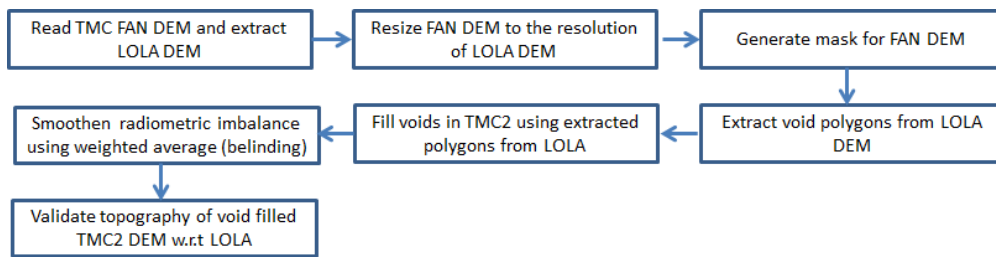 Read TMC FAN DEM and extract
LOLA DEM
Resize FAN DEM to the resolution
of LOLA DEM
Generate mask for FAN DEM
Extract void polygons from LOLA
DEM
Fill voids in TMC2 using extracted
polygons from LOLA
Smoothen radiometric imbalance
using weighted average (belinding)
Validate topography of void filled
TMC2 DEM w.r.t LOLA